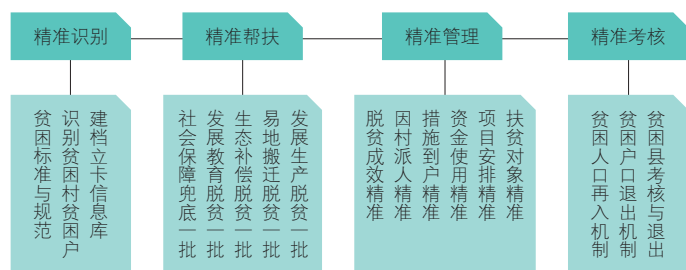 精准识别
精准帮扶
精准管理
精准考核
贫困标准与规范
识别贫困村贫困户
建档立卡信息库
社会保障兜底一批
发展教育脱贫一批
生态补偿脱贫一批
易地搬迁脱贫一批
发展生产脱贫一批
脱贫成效精准
因村派人精准
措施到户精准
资金使用精准
项目安排精准
扶贫对象精准
贫困人口再入机制
贫困户口退出机制
贫困县考核与退出